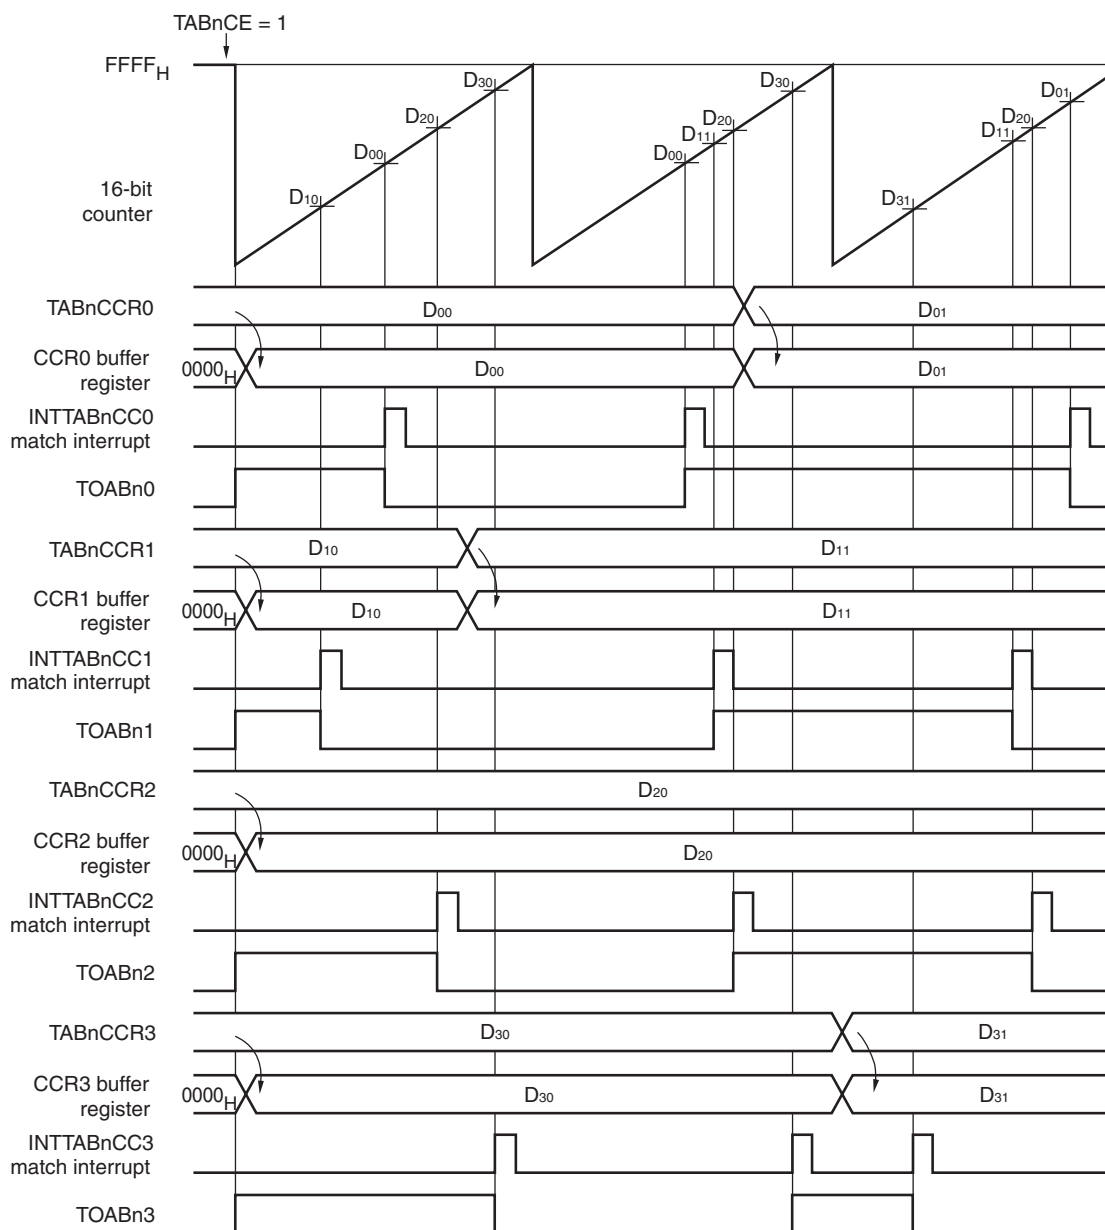 TABnCE = 1
FFFFH
D30
D30
D01
D20
D20
D20
D11
D11
D00
D00
16-bit
counter
D10
D31
TABnCCR0
D00
D01
CCR0 buffer
register
0000H
D00
D01
INTTABnCC0
match interrupt
TOABn0
TABnCCR1
D10
D11
CCR1 buffer
register
0000H
D10
D11
INTTABnCC1
match interrupt
TOABn1
TABnCCR2
D20
CCR2 buffer
register
0000H
D20
INTTABnCC2
match interrupt
TOABn2
TABnCCR3
D30
D31
CCR3 buffer
register
0000H
D30
D31
INTTABnCC3
match interrupt
TOABn3